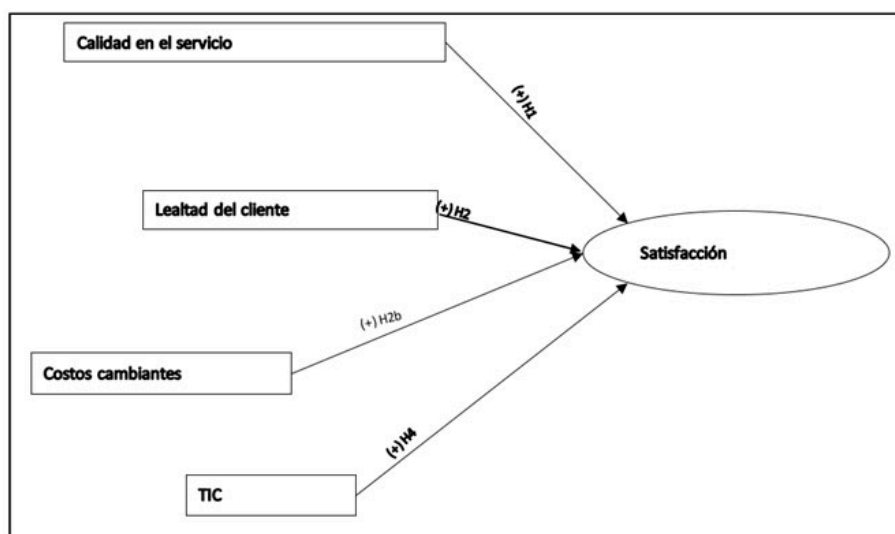 Calidad en el servicio
(+) H1
Lealtad del cliente
(+) H2
Satisfacción
(+) H2b
Costos cambiantes
(+) H4
TIC